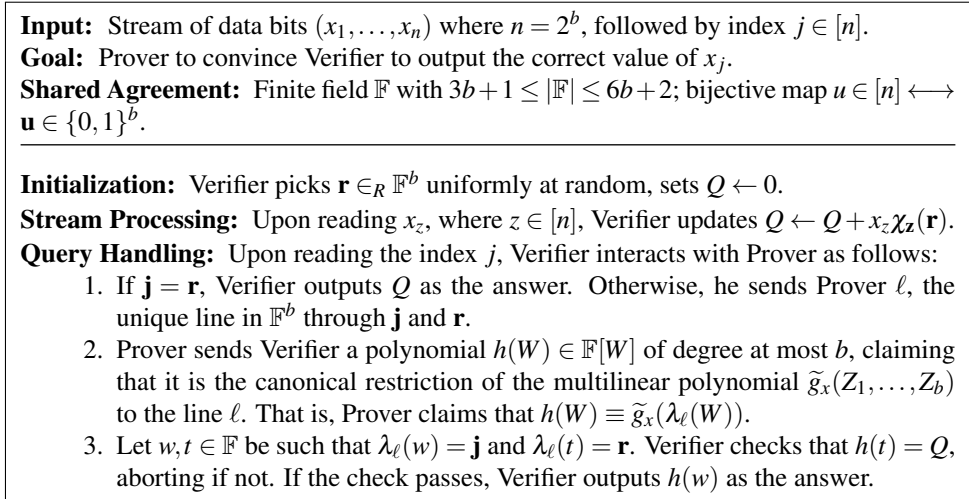 Input: Stream of data bits (x₁,...,xₙ) where n = 2ᵇ, followed by index j ∈ [n].
Goal: Prover to convince Verifier to output the correct value of xⱼ.
Shared Agreement: Finite field 𝔽 with 3b+1 ≤ |𝔽| ≤ 6b+2; bijective map u ∈ [n] ⟷
𝐮 ∈ {0,1}ᵇ.
Initialization: Verifier picks 𝐫 ∈_R 𝔽ᵇ uniformly at random, sets Q ← 0.
Stream Processing: Upon reading x_z, where z ∈ [n], Verifier updates Q ← Q + x_z χ_𝐳(𝐫).
Query Handling: Upon reading the index j, Verifier interacts with Prover as follows:
1. If 𝐣 = 𝐫, Verifier outputs Q as the answer. Otherwise, he sends Prover ℓ, the
unique line in 𝔽ᵇ through 𝐣 and 𝐫.
2. Prover sends Verifier a polynomial h(W) ∈ 𝔽[W] of degree at most b, claiming
that it is the canonical restriction of the multilinear polynomial g̃ₓ(Z₁,...,Z_b)
to the line ℓ. That is, Prover claims that h(W) ≡ g̃ₓ(λ_ℓ(W)).
3. Let w,t ∈ 𝔽 be such that λ_ℓ(w) = 𝐣 and λ_ℓ(t) = 𝐫. Verifier checks that h(t) = Q,
aborting if not. If the check passes, Verifier outputs h(w) as the answer.